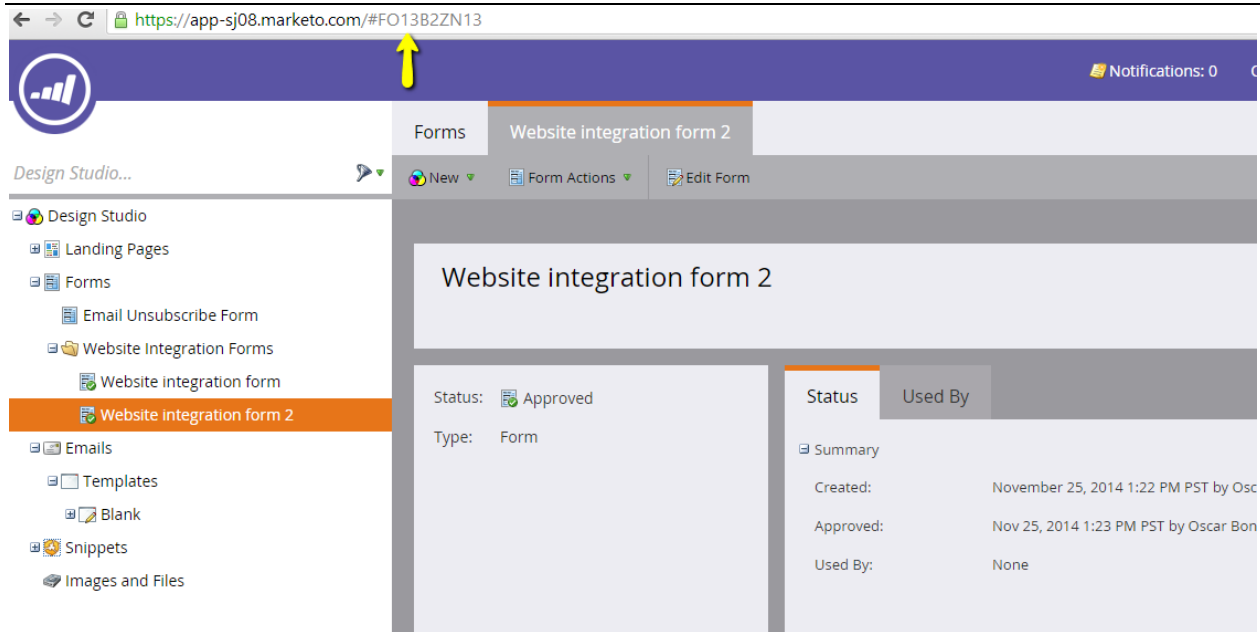 https://app-sj08.marketo.com/#FO13B2ZN13
Notifications: 0
Forms
Website integration form 2
Design Studio...
New
Form Actions
Edit Form
Design Studio
Landing Pages
Forms
Email Unsubscribe Form
Website Integration Forms
Website integration form
Website integration form 2
Emails
Templates
Blank
Snippets
Images and Files
Website integration form 2
Status: Approved
Type: Form
Status Used By
Summary
Created: November 25, 2014 1:22 PM PST by Osc
Approved: Nov 25, 2014 1:23 PM PST by Oscar Bon
Used By: None